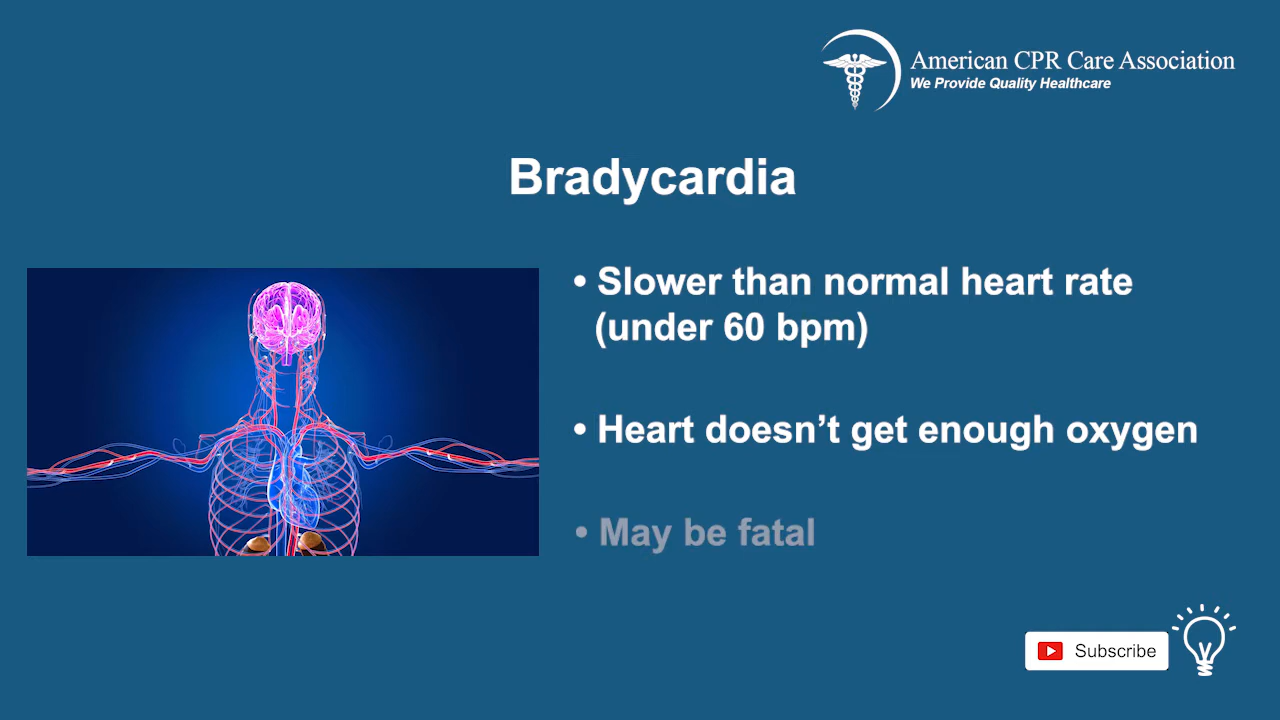 American CPR Care Association
We Provide Quality Healthcare
Bradycardia
• Slower than normal heart rate
(under 60 bpm)
• Heart doesn’t get enough oxygen
• May be fatal
Subscribe